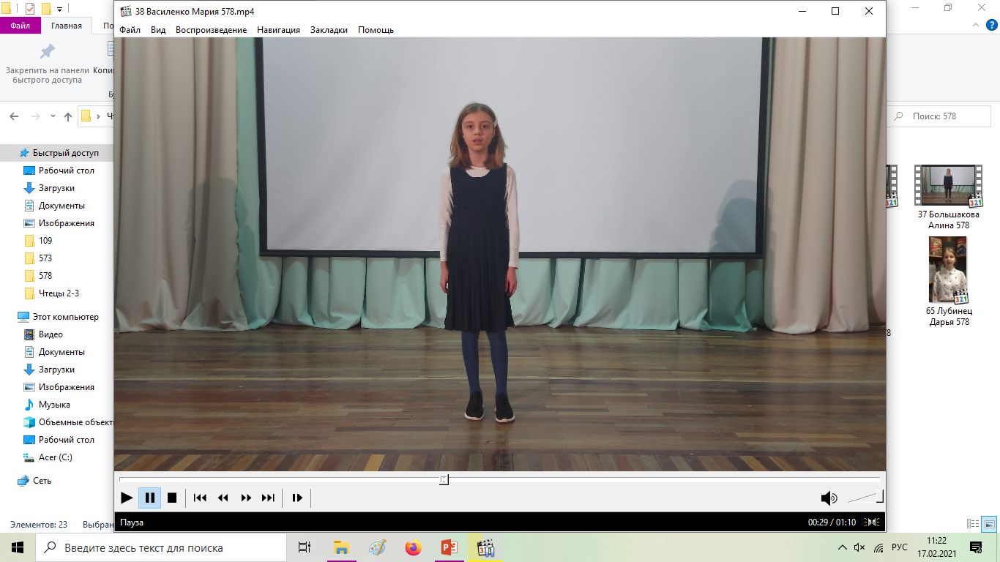 38 Василенко Мария 578.mp4
Файл Вид Воспроизведение Навигация Закладки Помощь
Файл
Главная
Закрепить на панели
быстрого доступа
Поиск: 578
Быстрый доступ
Рабочий стол
Загрузки
Документы
Изображения
109
573
578
Чтецы 2-3
Этот компьютер
Видео
Документы
Загрузки
Изображения
Музыка
Объемные объекты
Рабочий стол
Acer (C:)
Сеть
37 Большакова
Алина 578
65 Лубинец
Дарья 578
Элементов: 23
Пауза
00:29 / 01:10
Введите здесь текст для поиска
РУС
11:22
17.02.2021